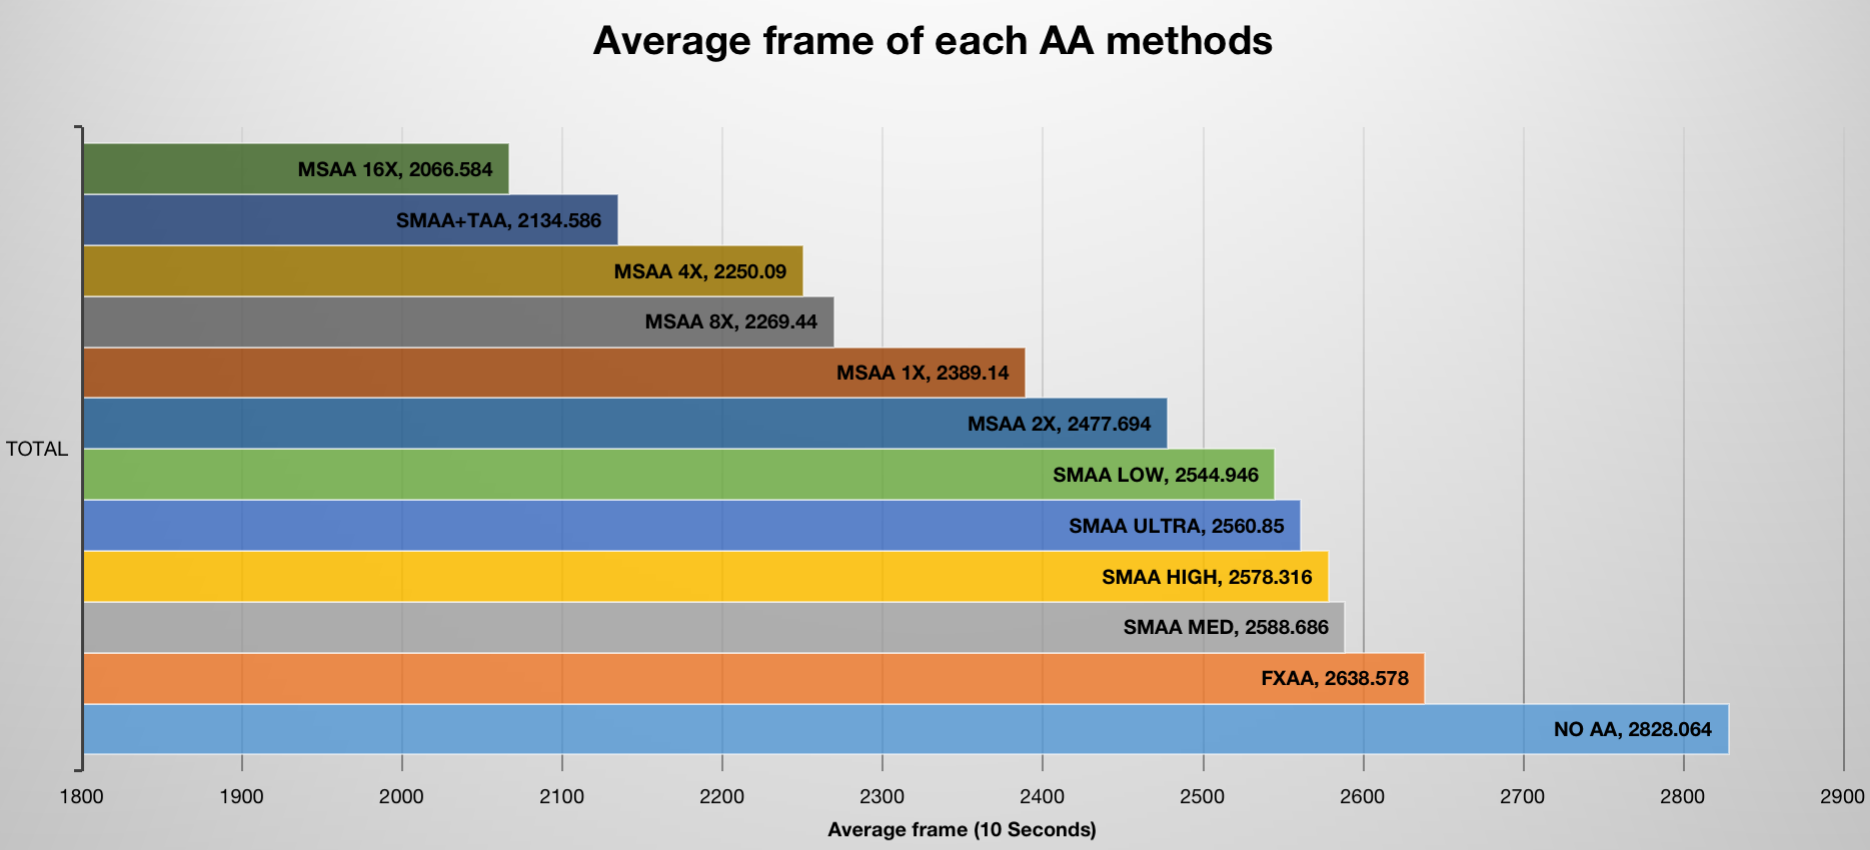 Average frame of each AA methods
MSAA 16X, 2066.584
SMAA+TAA, 2134.586
MSAA 4X, 2250.09
MSAA 8X, 2269.44
MSAA 1X, 2389.14
MSAA 2X, 2477.694
TOTAL
SMAA LOW, 2544.946
SMAA ULTRA, 2560.85
SMAA HIGH, 2578.316
SMAA MED, 2588.686
FXAA, 2638.578
NO AA, 2828.064
1800 1900 2000 2100 2200 2300 2400 2500 2600 2700 2800 2900
Average frame (10 Seconds)